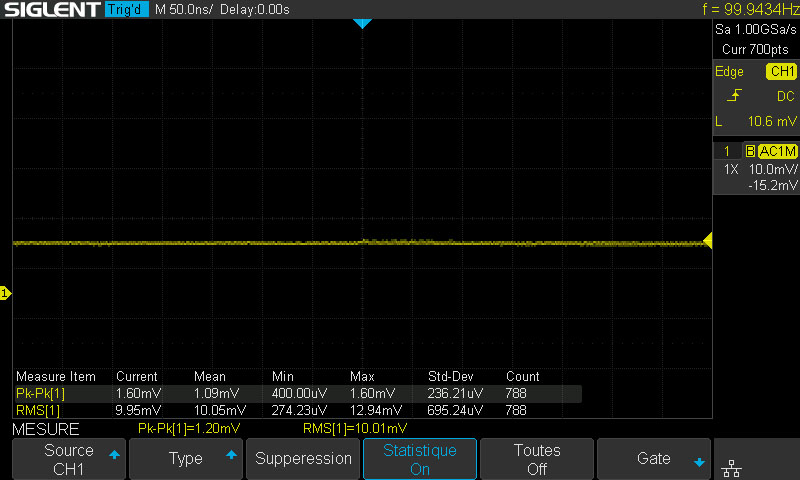 SIGLENT Trig'd M 50.0ns/ Delay:0.00s f = 99.9434Hz
Sa 1.00GSa/s
Curr 700pts
Edge CH1
DC
L 10.6 mV
1 B AC1M
1X 10.0mV/
-15.2mV
1
Measure Item Current Mean Min Max Std-Dev Count
Pk-Pk[1] 1.60mV 1.09mV 400.00uV 1.60mV 236.21uV 788
RMS[1] 9.95mV 10.05mV 274.23uV 12.94mV 695.24uV 788
MESURE Pk-Pk[1]=1.20mV RMS[1]=10.01mV
Source
CH1
Type
Supperession
Statistique
On
Toutes
Off
Gate